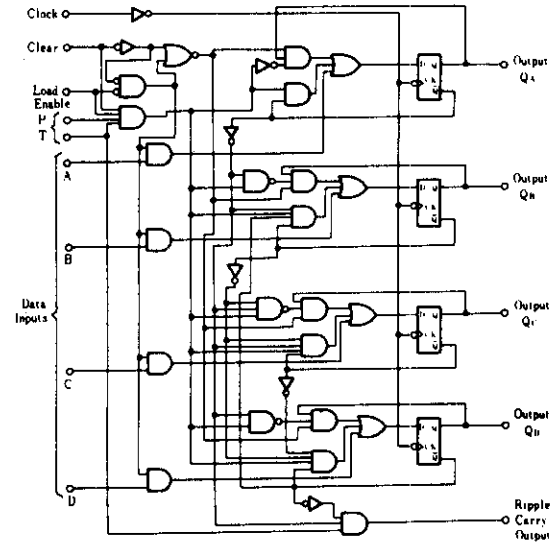 Clock
Clear
Load
Enable
P
T
A
B
Data
Inputs
C
D
Output
QA
Output
QB
Output
QC
Output
QD
Ripple
Carry
Output